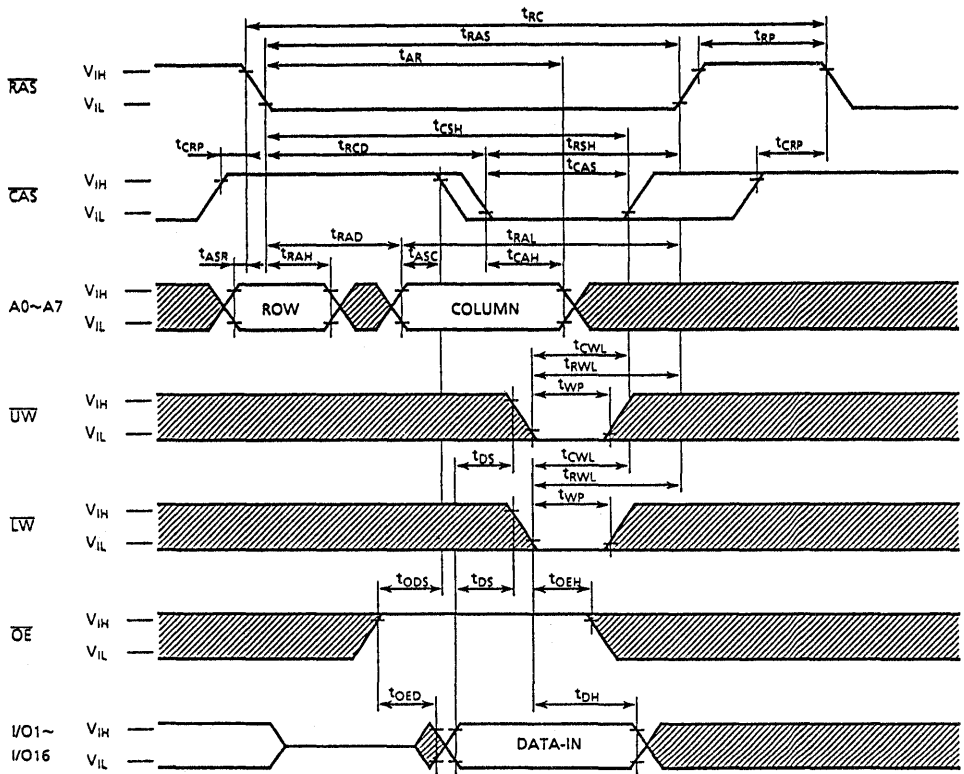 tRC
tRAS
tRP
tAR
RAS
VIH
VIL
tCSH
tCRP
tRCD
tRSH
tCRP
tCAS
CAS
VIH
VIL
tRAD
tRAL
tASR
tRAH
tASC
tCAH
A0~A7
VIH
VIL
ROW
COLUMN
tCWL
tRWL
tWP
UW
VIH
VIL
tDS
tCWL
tRWL
tWP
LW
VIH
VIL
tODS
tDS
tOEH
OE
VIH
VIL
tOED
tDH
I/O1~
I/O16
VIH
VIL
DATA-IN